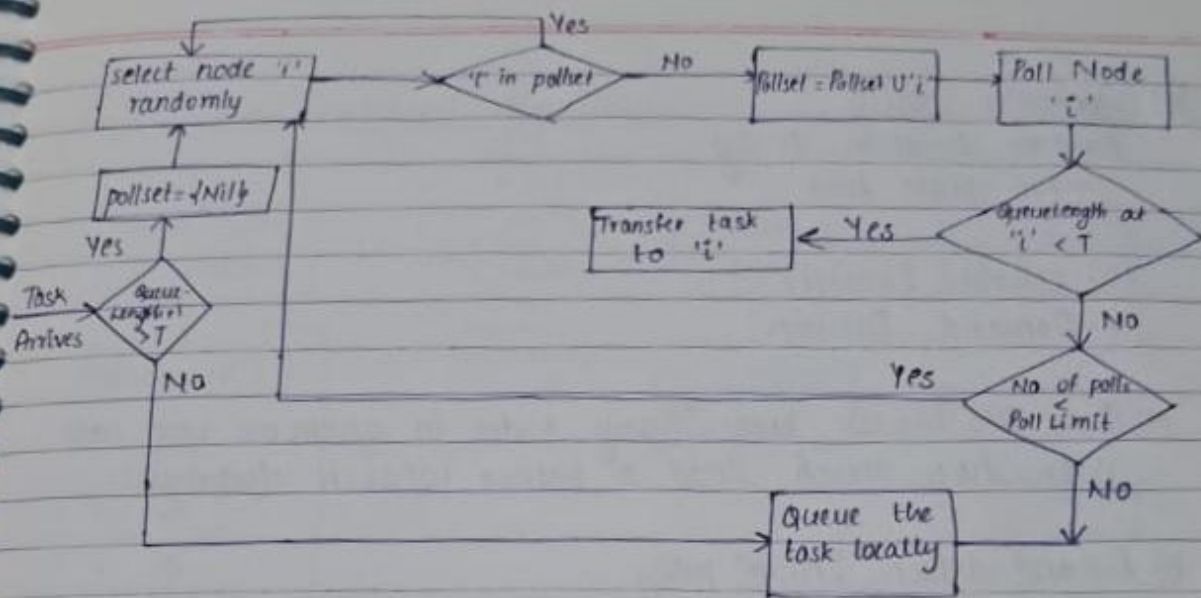 Yes
select node 'i'
randomly
'i' in pollset
No
Pollset = Pollset U 'i
Poll Node
'i'
pollset = {Nil}
Yes
Task
Arrives
Queue
> T
No
Transfer task
to 'i'
Yes
Queuelength at
'i' < T
No
Yes
No of polls
<
Poll Limit
No
Queue the
task locally